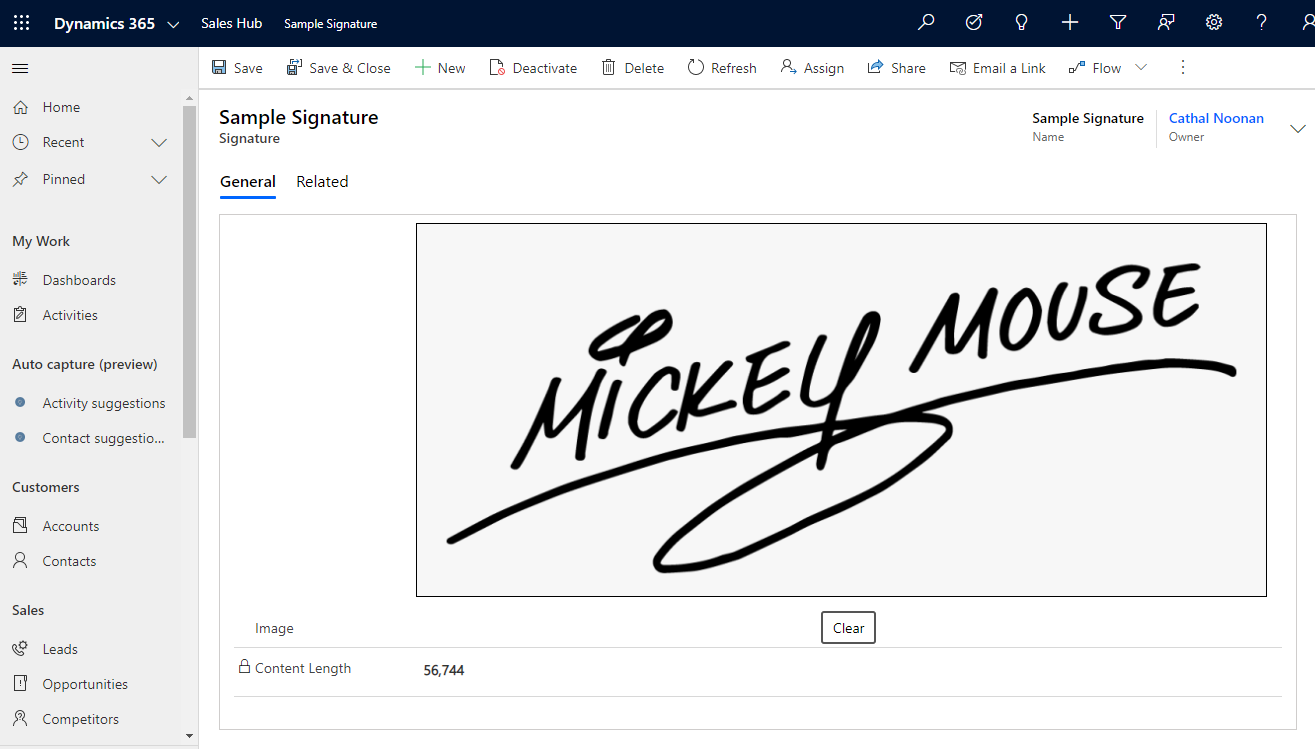 Dynamics 365 Sales Hub Sample Signature
Save Save & Close New Deactivate Delete Refresh Assign Share Email a Link Flow
Home
Recent
Pinned
My Work
Dashboards
Activities
Auto capture (preview)
Activity suggestions
Contact suggestio...
Customers
Accounts
Contacts
Sales
Leads
Opportunities
Competitors
Sample Signature
Signature
Sample Signature
Name
Cathal Noonan
Owner
General Related
MICKEY MOUSE
Image Clear
Content Length 56,744